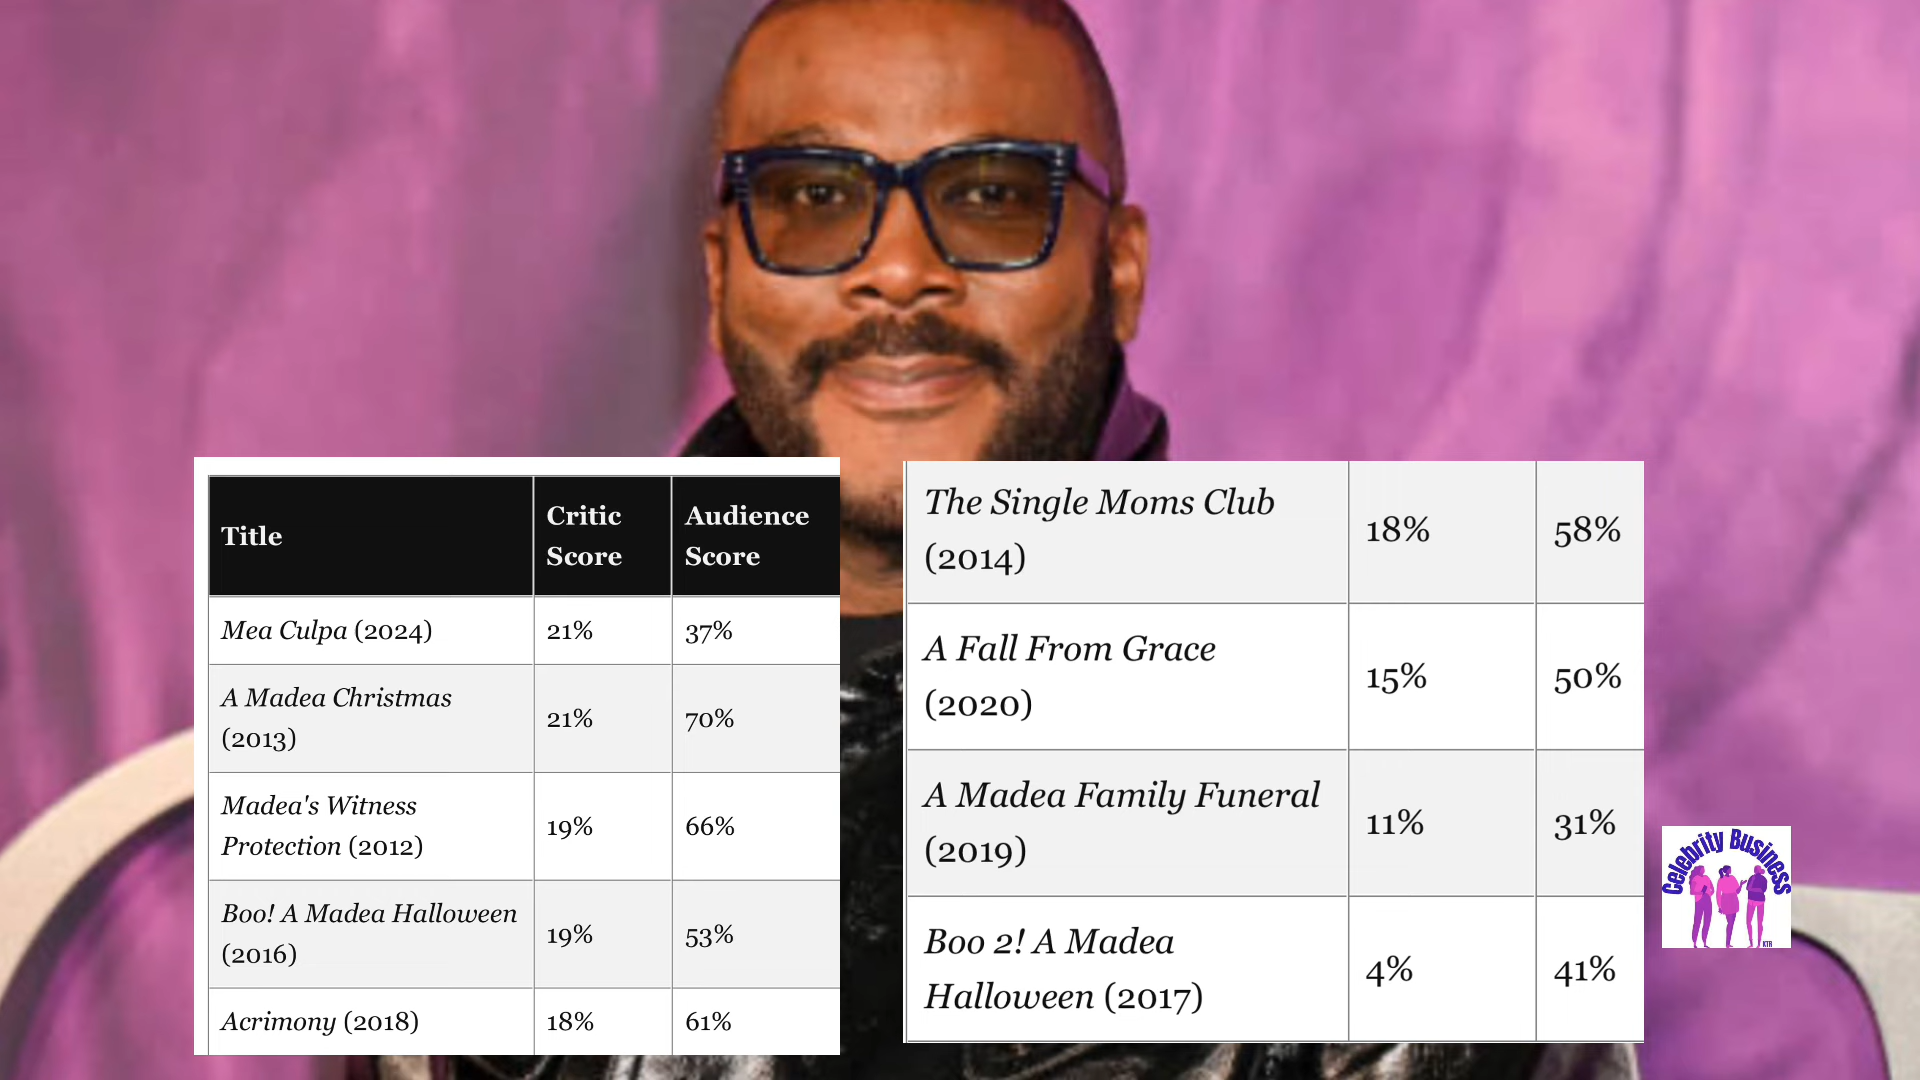 Title
Critic
Score
Audience
Score
Mea Culpa (2024)
21%
37%
A Madea Christmas
(2013)
21%
70%
Madea's Witness
Protection (2012)
19%
66%
Boo! A Madea Halloween
(2016)
19%
53%
Acrimony (2018)
18%
61%
The Single Moms Club
(2014)
18%
58%
A Fall From Grace
(2020)
15%
50%
A Madea Family Funeral
(2019)
11%
31%
Boo 2! A Madea
Halloween (2017)
4%
41%
Celebrity Business
KTR